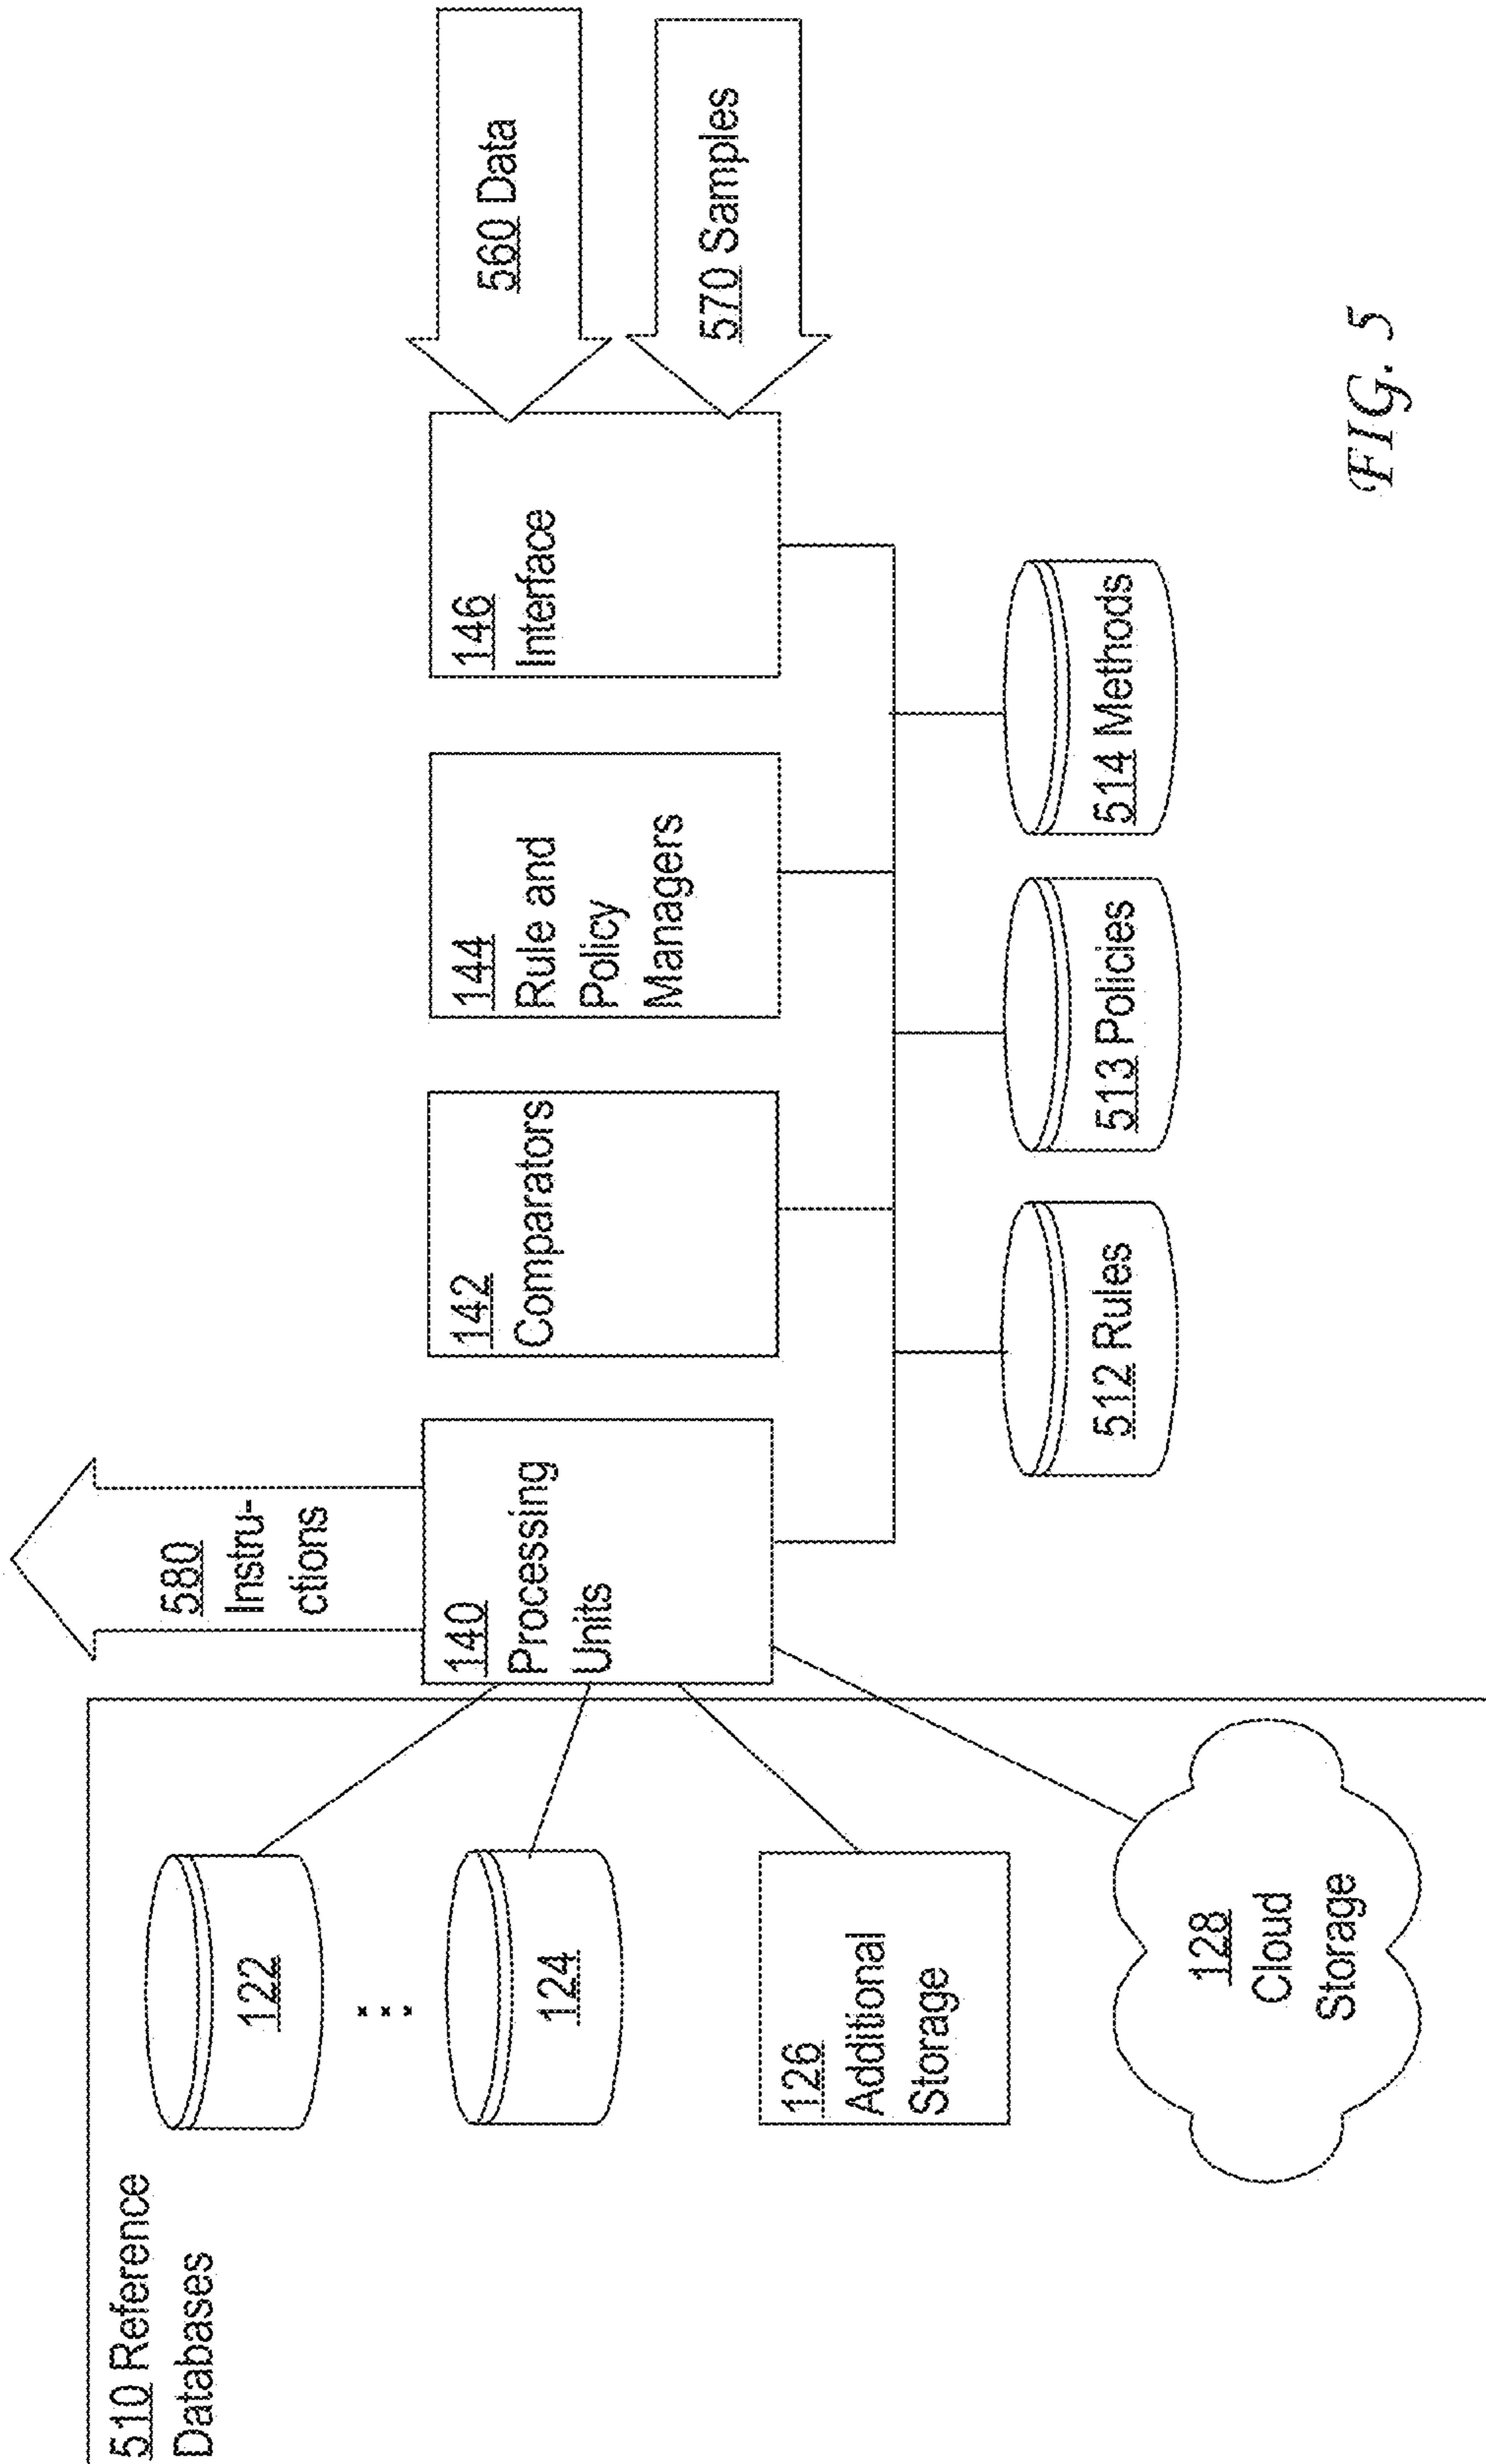 510 Reference
Databases
122
124
126
Additional
Storage
128
Cloud
Storage
580
Instru-
ctions
140
Processing
Units
142
Comparators
144
Rule and
Policy
Managers
146
Interface
560 Data
570 Samples
512 Rules
513 Policies
514 Methods
FIG. 5